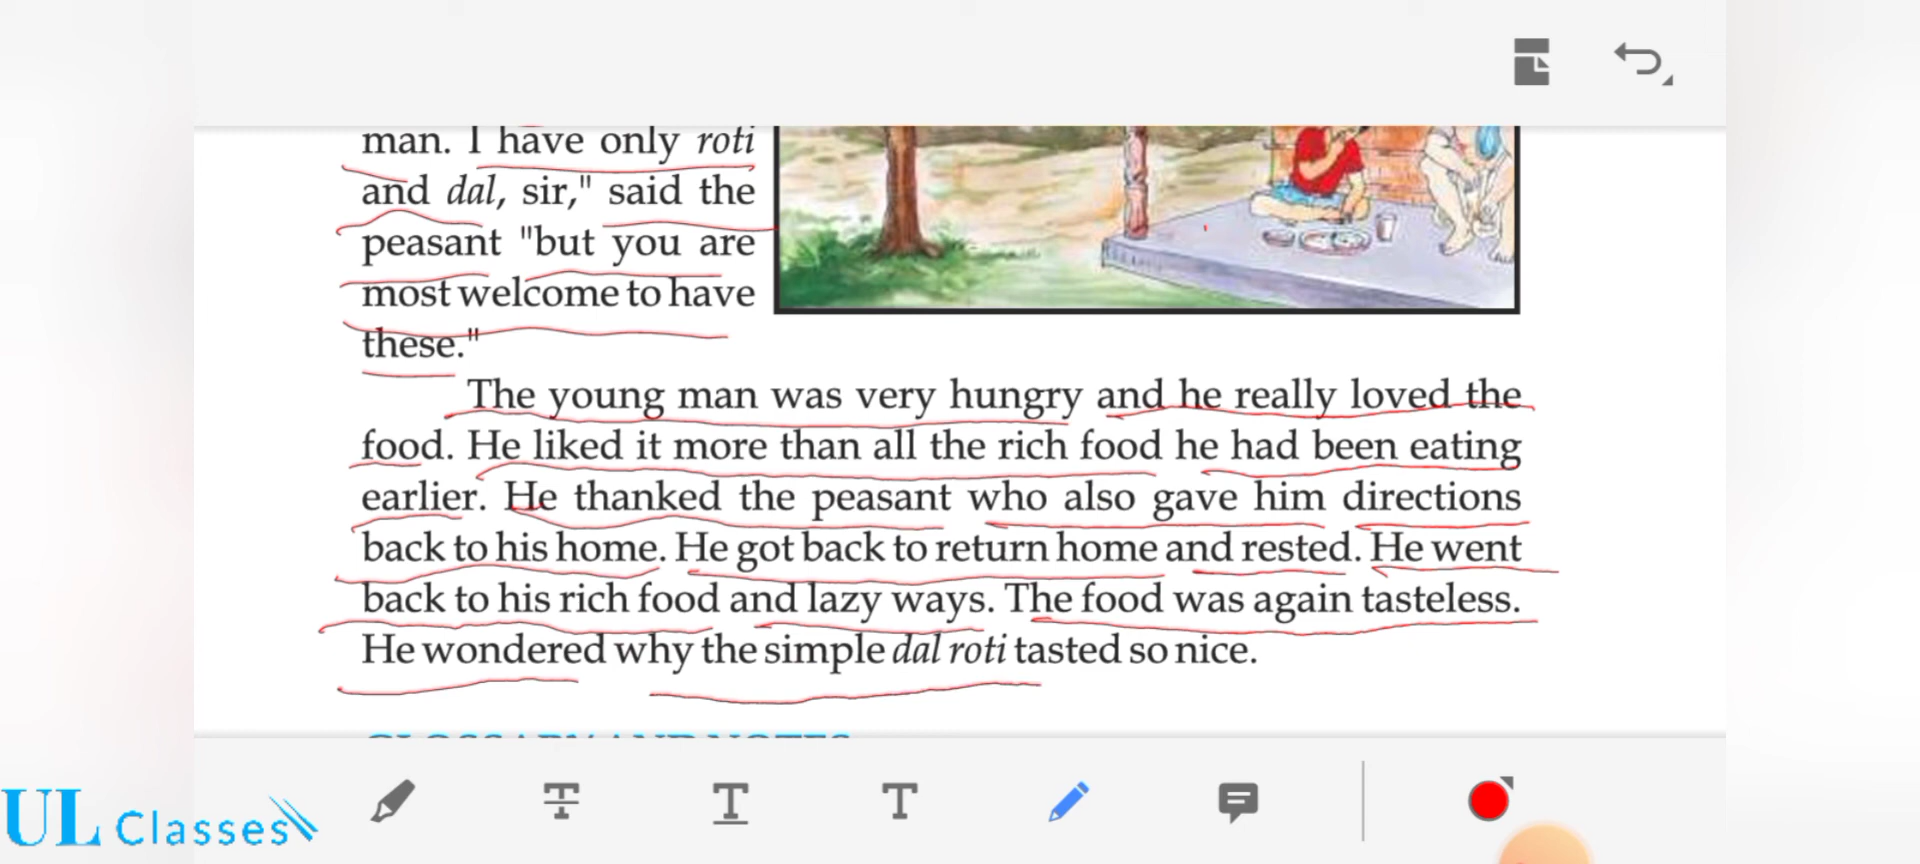 man. I have only roti
and dal, sir," said the
peasant "but you are
most welcome to have
these."
The young man was very hungry and he really loved the
food. He liked it more than all the rich food he had been eating
earlier. He thanked the peasant who also gave him directions
back to his home. He got back to return home and rested. He went
back to his rich food and lazy ways. The food was again tasteless.
He wondered why the simple dal roti tasted so nice.
GLOSSARY AND NOTES
UL Classes